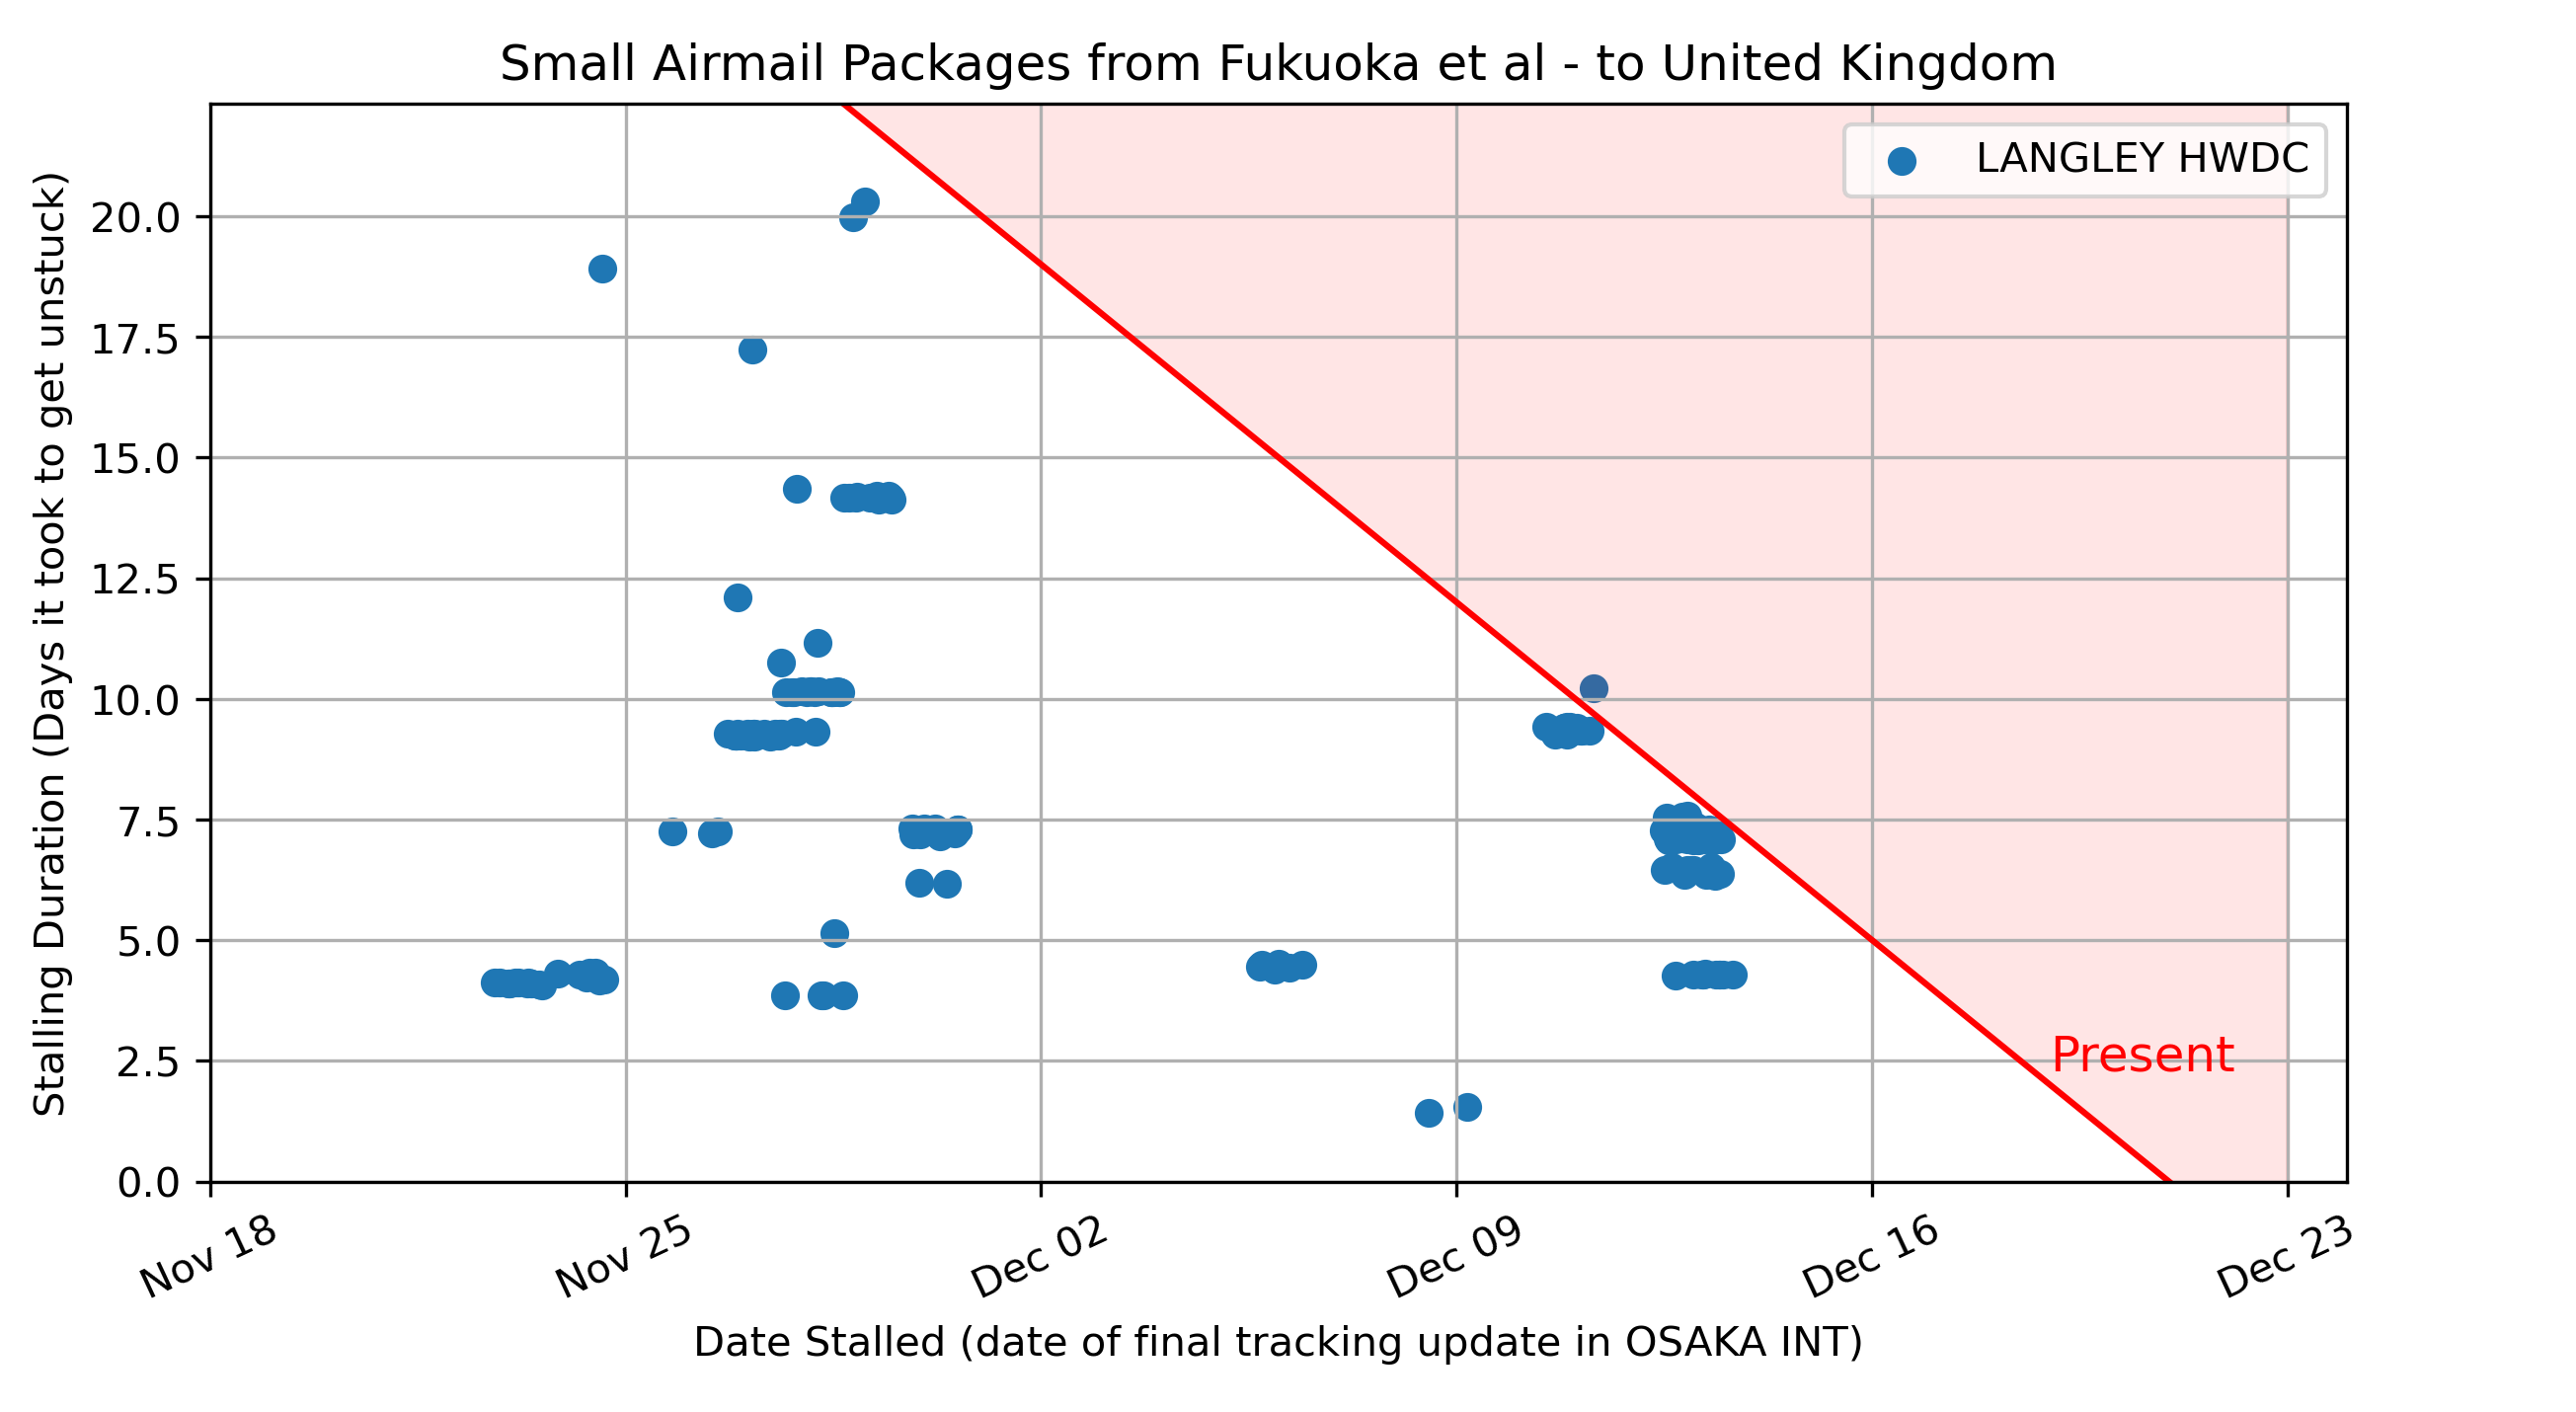 Small Airmail Packages from Fukuoka et al - to United Kingdom
LANGLEY HWDC
Stalling Duration (Days it took to get unstuck)
20.0
17.5
15.0
12.5
10.0
7.5
5.0
2.5
0.0
Present
Nov 18
Nov 25
Dec 02
Dec 09
Dec 16
Dec 23
Date Stalled (date of final tracking update in OSAKA INT)